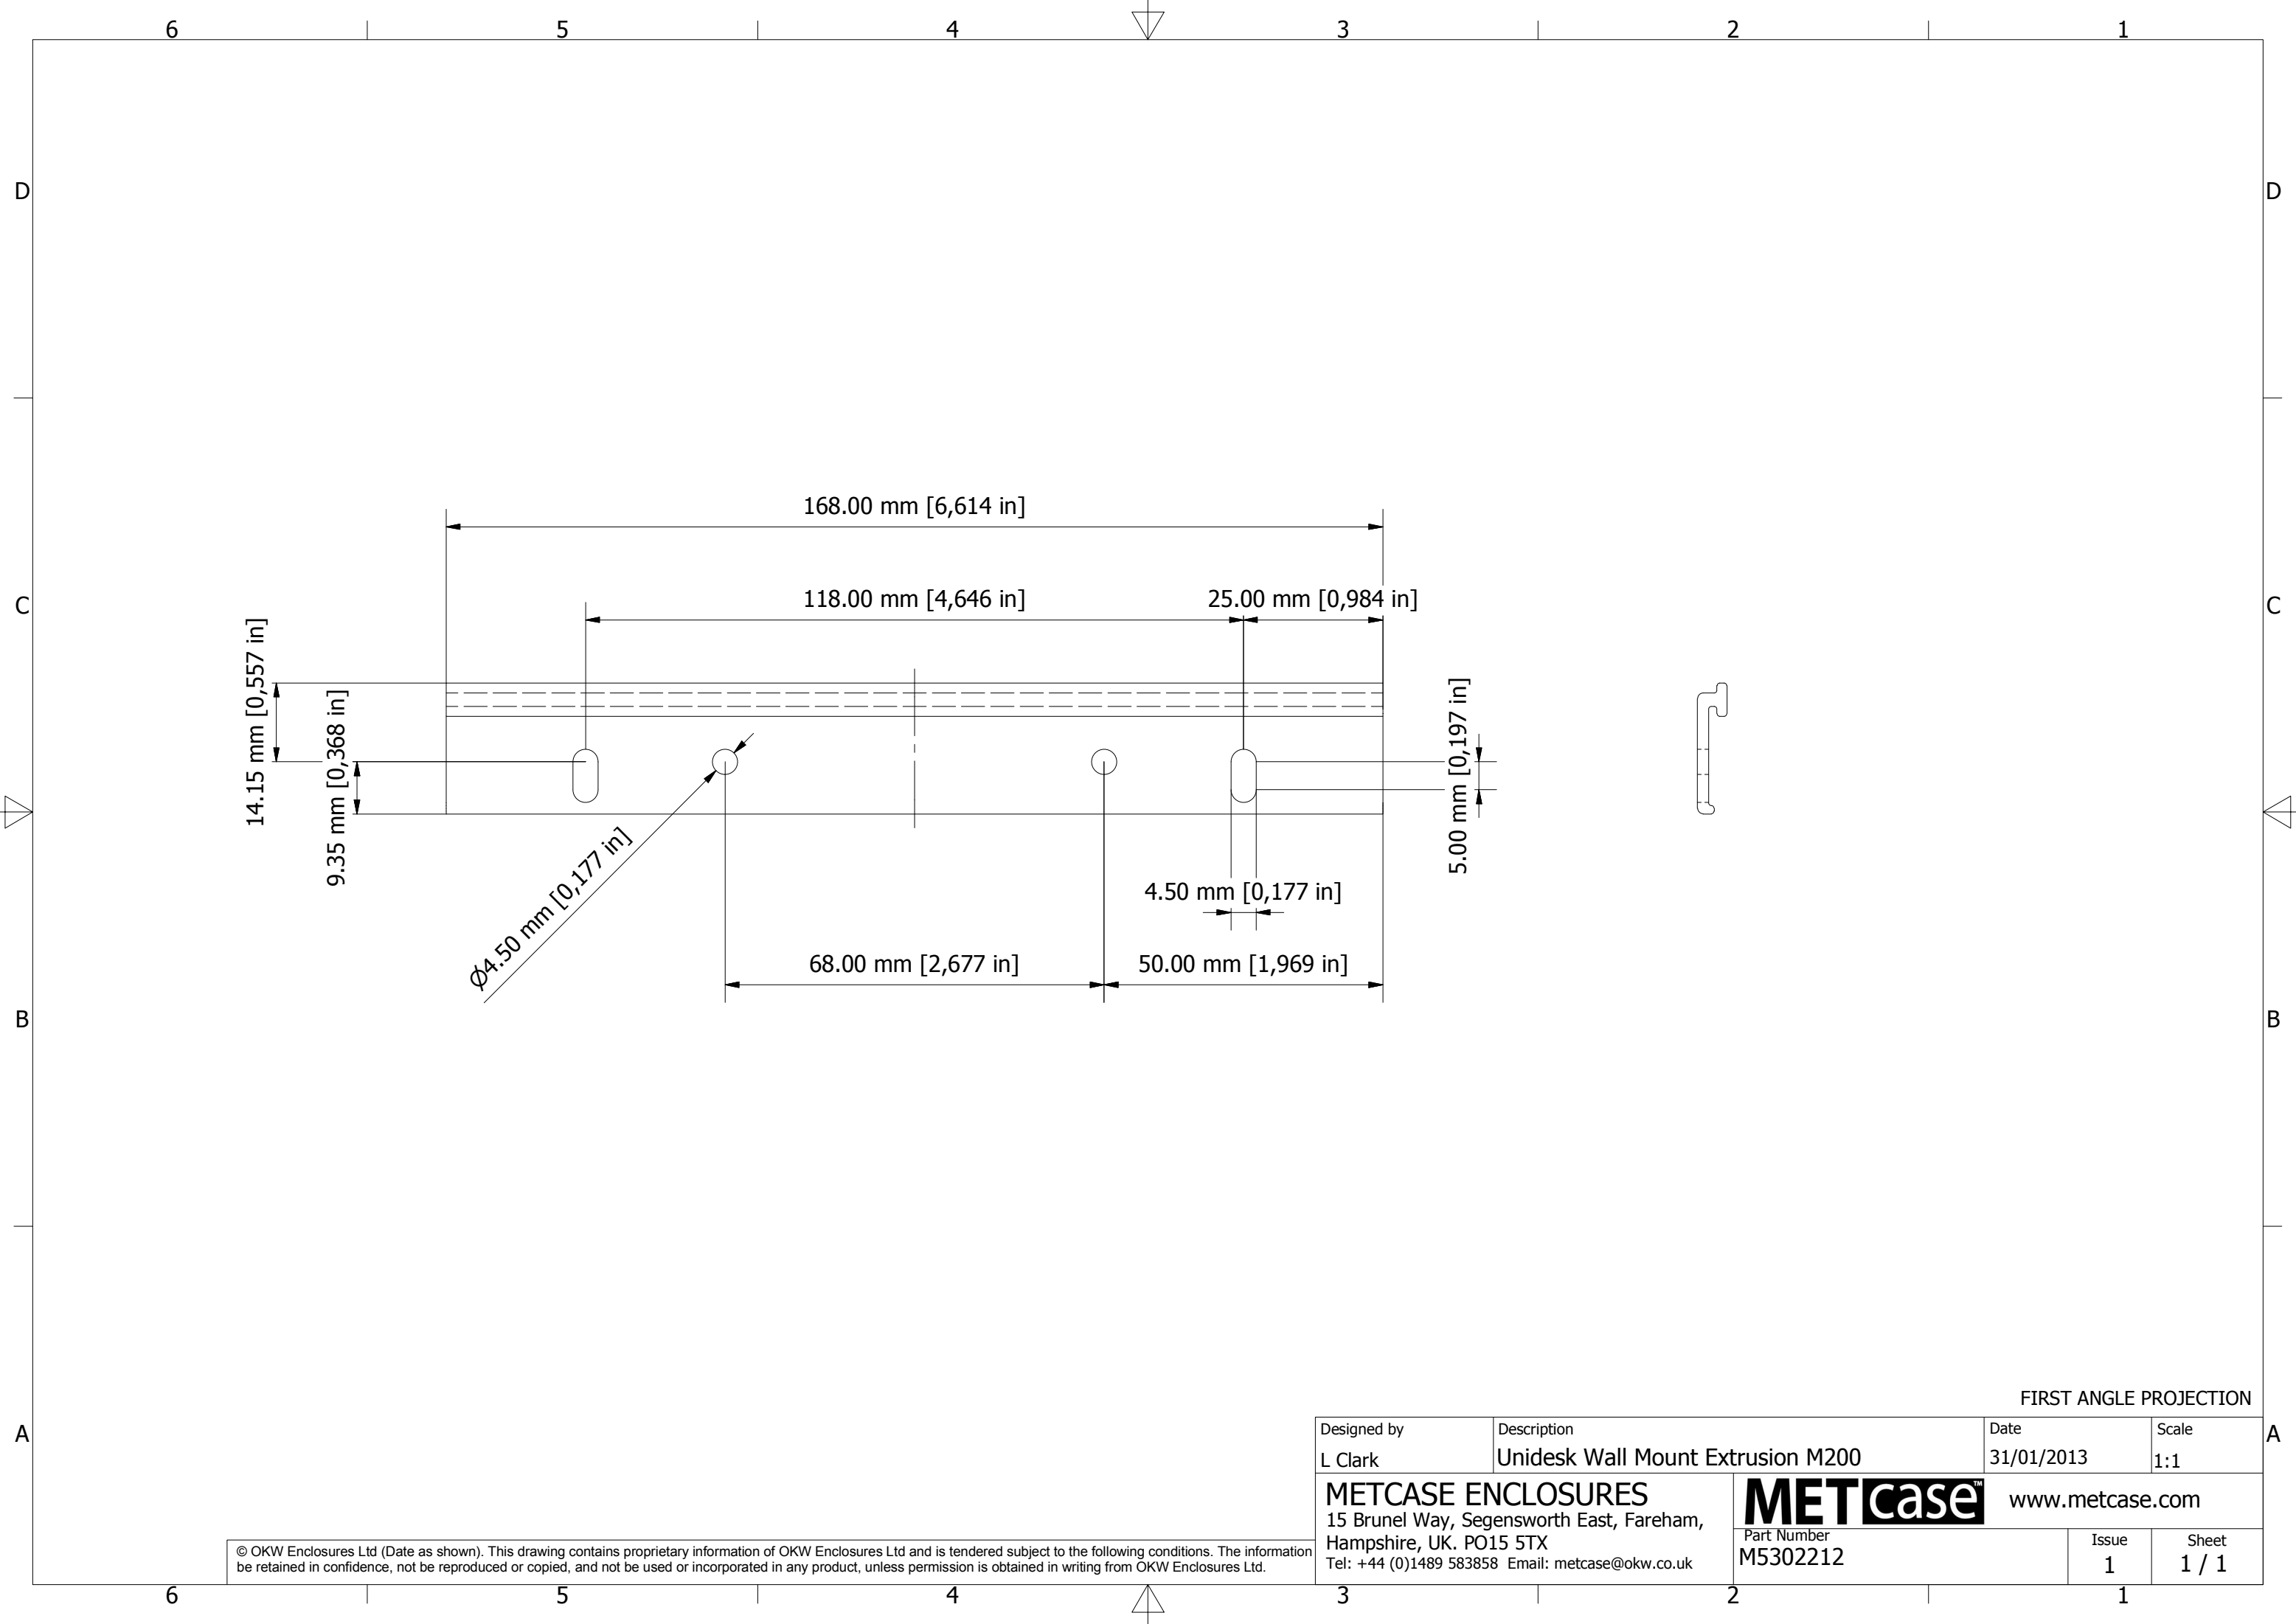 6 5 4 3 2 1
D D
168.00 mm [6,614 in]
118.00 mm [4,646 in] 25.00 mm [0,984 in]
C C
14.15 mm [0,557 in]
9.35 mm [0,368 in]
5.00 mm [0,197 in]
Ø4.50 mm [0,177 in]
4.50 mm [0,177 in]
68.00 mm [2,677 in] 50.00 mm [1,969 in]
B B
FIRST ANGLE PROJECTION
A A
Designed by Description Date Scale
L Clark Unidesk Wall Mount Extrusion M200 31/01/2013 1:1
METCASE ENCLOSURES
15 Brunel Way, Segensworth East, Fareham,
Hampshire, UK. PO15 5TX
Tel: +44 (0)1489 583858 Email: metcase@okw.co.uk
METcase™ www.metcase.com
Part Number Issue Sheet
M5302212 1 1 / 1
© OKW Enclosures Ltd (Date as shown). This drawing contains proprietary information of OKW Enclosures Ltd and is tendered subject to the following conditions. The information
be retained in confidence, not be reproduced or copied, and not be used or incorporated in any product, unless permission is obtained in writing from OKW Enclosures Ltd.
6 5 4 3 2 1